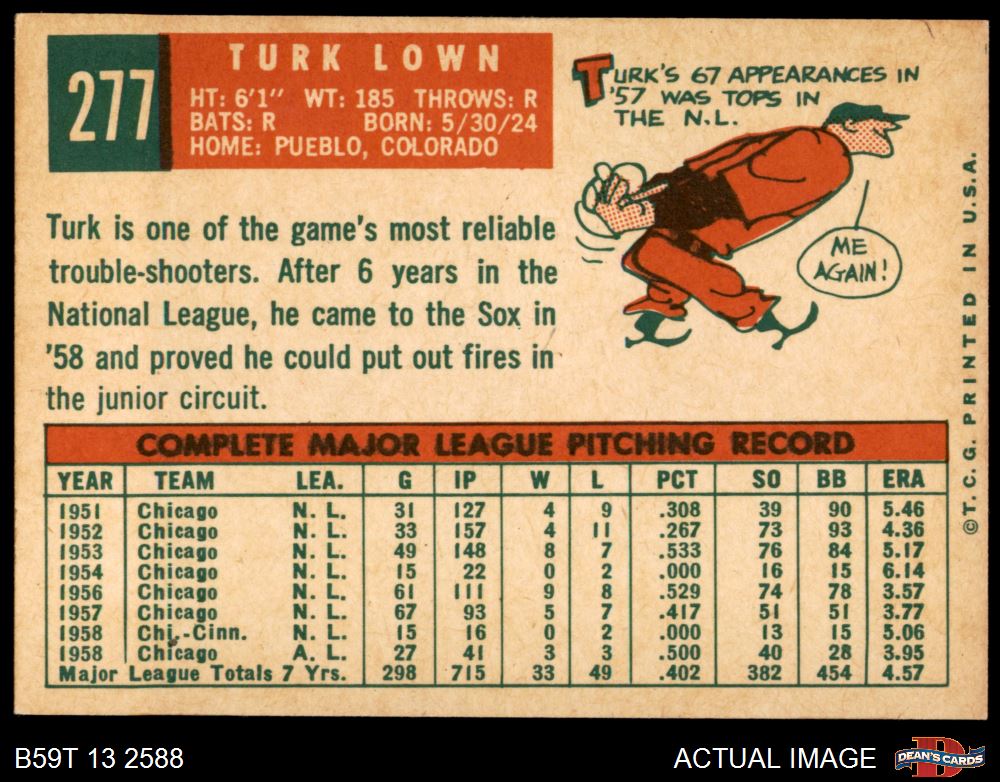 277
TURK LOWN
HT: 6'1" WT: 185 THROWS: R
BATS: R BORN: 5/30/24
HOME: PUEBLO, COLORADO
TURK'S 67 APPEARANCES IN
'57 WAS TOPS IN
THE N.L.
ME
AGAIN!
Turk is one of the game's most reliable
trouble-shooters. After 6 years in the
National League, he came to the Sox in
'58 and proved he could put out fires in
the junior circuit.
COMPLETE MAJOR LEAGUE PITCHING RECORD
YEAR TEAM LEA. G IP W L PCT SO BB ERA
1951 Chicago N. L. 31 127 4 9 .308 39 90 5.46
1952 Chicago N. L. 33 157 4 11 .267 73 93 4.36
1953 Chicago N. L. 49 148 8 7 .533 76 84 5.17
1954 Chicago N. L. 15 22 0 2 .000 16 15 6.14
1956 Chicago N. L. 61 111 9 8 .529 74 78 3.57
1957 Chicago N. L. 67 93 5 7 .417 51 51 3.77
1958 Chi.-Cinn. N. L. 15 16 0 2 .000 13 15 5.06
1958 Chicago A. L. 27 41 3 3 .500 40 28 3.95
Major League Totals 7 Yrs. 298 715 33 49 .402 382 454 4.57
©T.C.G. PRINTED IN U.S.A.
B59T 13 2588
ACTUAL IMAGE
D
DEAN'S CARDS